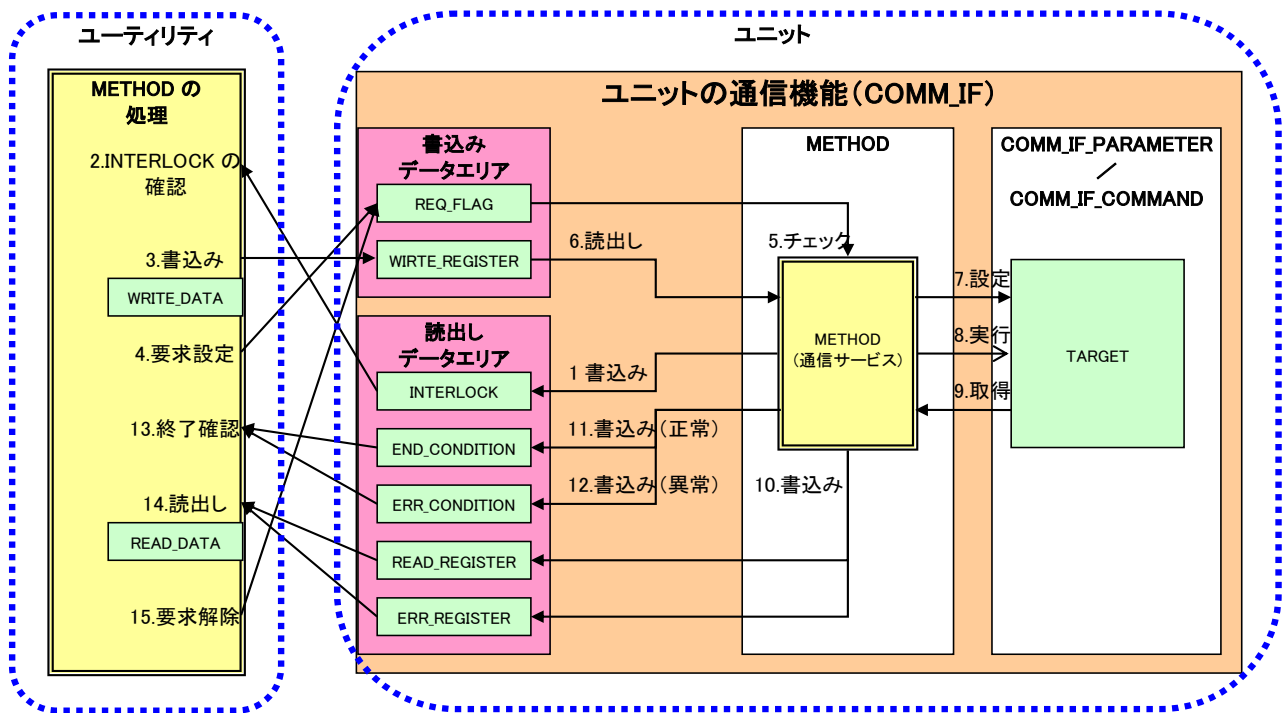 ユーティリティ
METHOD の
処理
2.INTERLOCK の
確認
3.書込み
WRITE_DATA
4.要求設定
13.終了確認
14.読出し
READ_DATA
15.要求解除
ユニット
ユニットの通信機能(COMM_IF)
書込み
データエリア
REQ_FLAG
WIRTE_REGISTER
読出し
データエリア
INTERLOCK
END_CONDITION
ERR_CONDITION
READ_REGISTER
ERR_REGISTER
6.読出し
1 書込み
11.書込み(正常)
12.書込み(異常)
METHOD
5.チェック
METHOD
(通信サービス)
10.書込み
COMM_IF_PARAMETER
/
COMM_IF_COMMAND
7.設定
8.実行
9.取得
TARGET